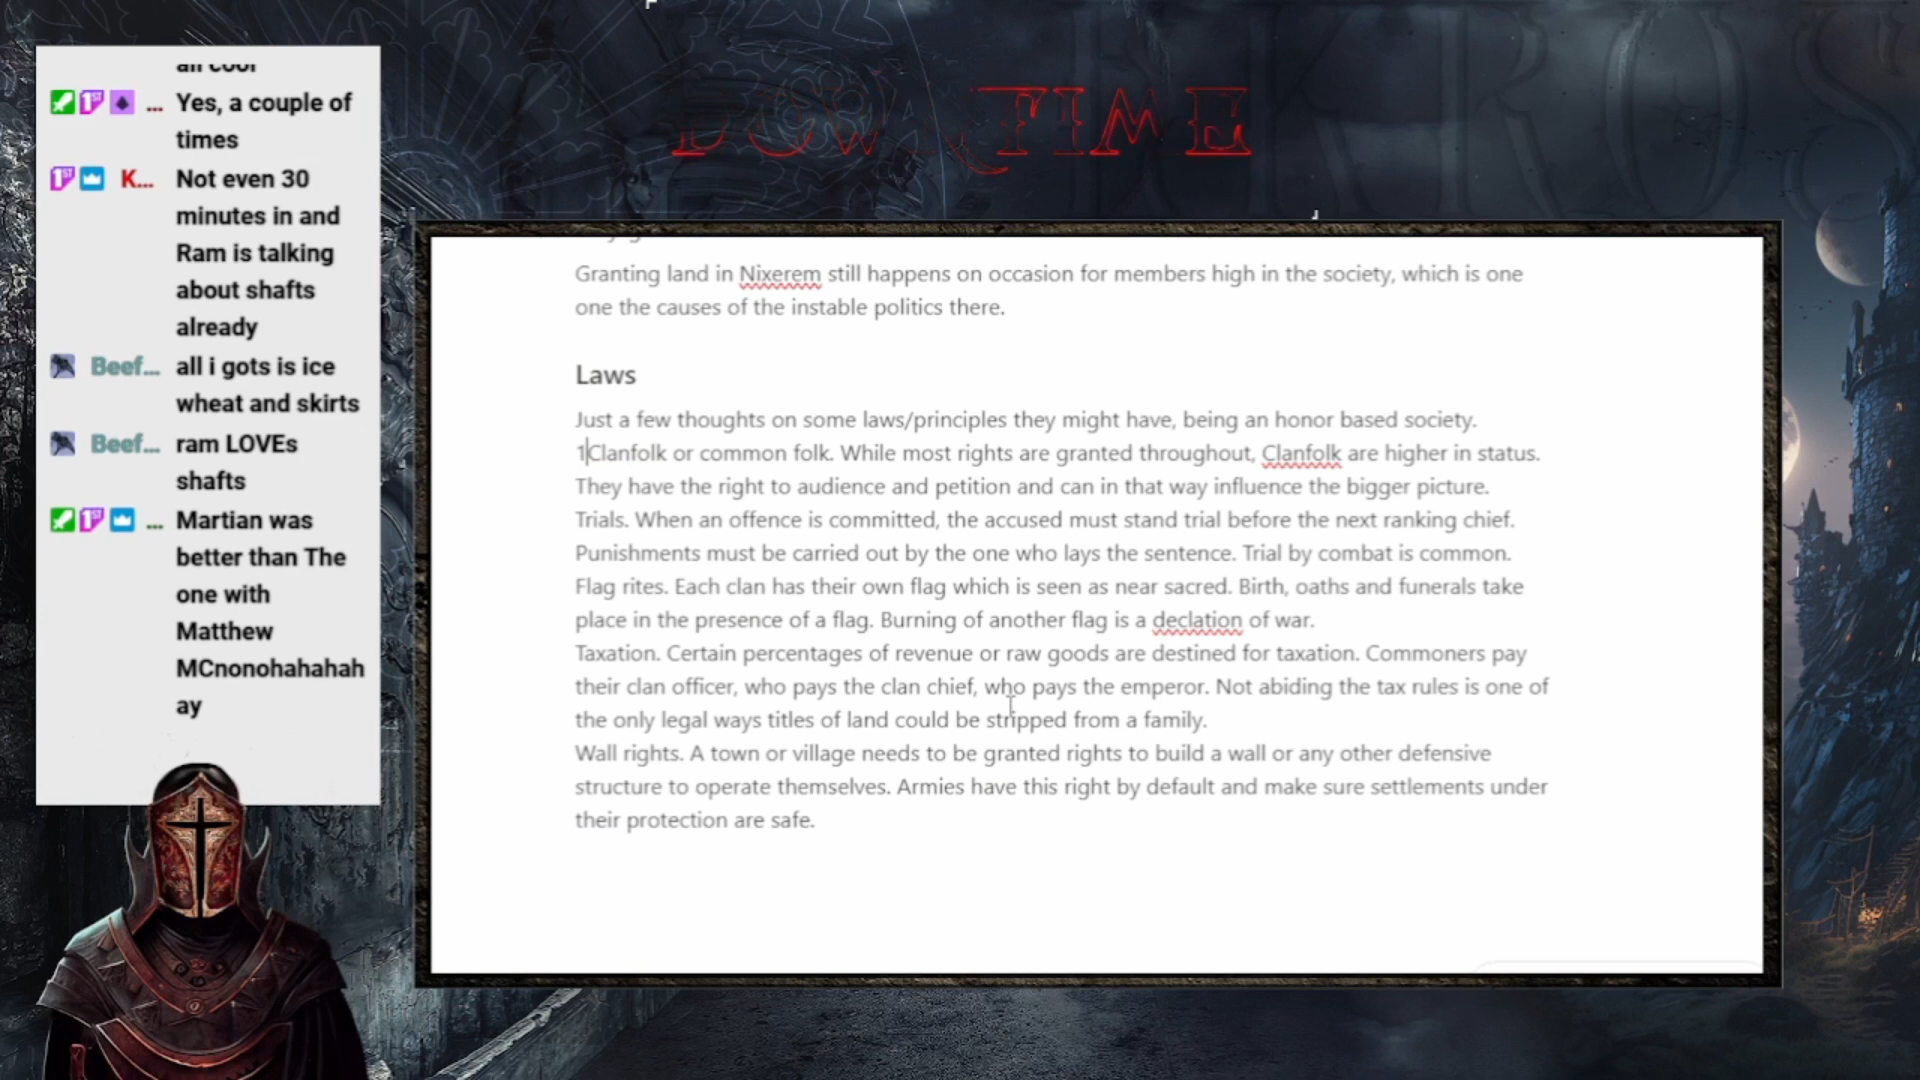 all cool
... Yes, a couple of
times
K... Not even 30
minutes in and
Ram is talking
about shafts
already
Beef... all i gots is ice
wheat and skirts
Beef... ram LOVEs
shafts
... Martian was
better than The
one with
Matthew
MCnonohahahah
ay
Granting land in Nixerem still happens on occasion for members high in the society, which is one
one the causes of the instable politics there.
Laws
Just a few thoughts on some laws/principles they might have, being an honor based society.
1Clanfolk or common folk. While most rights are granted throughout, Clanfolk are higher in status.
They have the right to audience and petition and can in that way influence the bigger picture.
Trials. When an offence is committed, the accused must stand trial before the next ranking chief.
Punishments must be carried out by the one who lays the sentence. Trial by combat is common.
Flag rites. Each clan has their own flag which is seen as near sacred. Birth, oaths and funerals take
place in the presence of a flag. Burning of another flag is a declation of war.
Taxation. Certain percentages of revenue or raw goods are destined for taxation. Commoners pay
their clan officer, who pays the clan chief, who pays the emperor. Not abiding the tax rules is one of
the only legal ways titles of land could be stripped from a family.
Wall rights. A town or village needs to be granted rights to build a wall or any other defensive
structure to operate themselves. Armies have this right by default and make sure settlements under
their protection are safe.